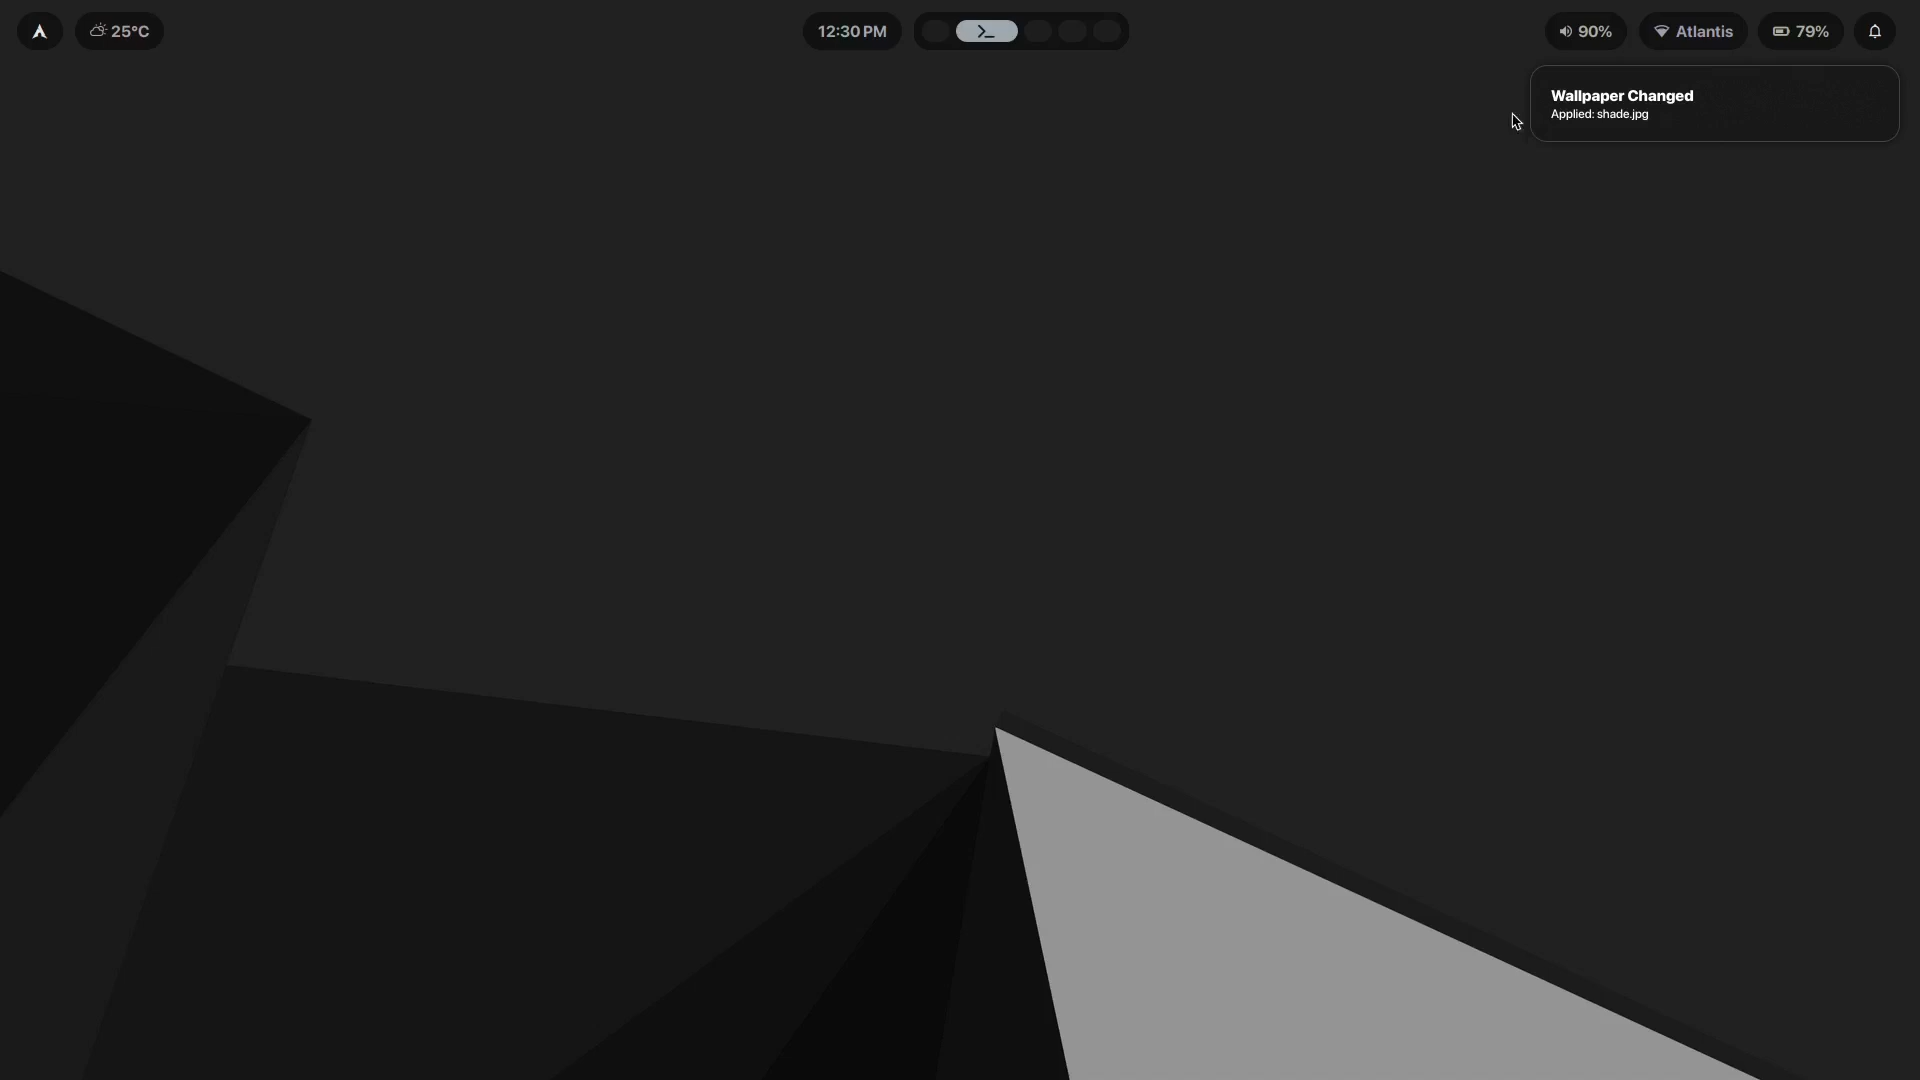 25°C
12:30 PM
90%
Atlantis
79%
Wallpaper Changed
Applied: shade.jpg